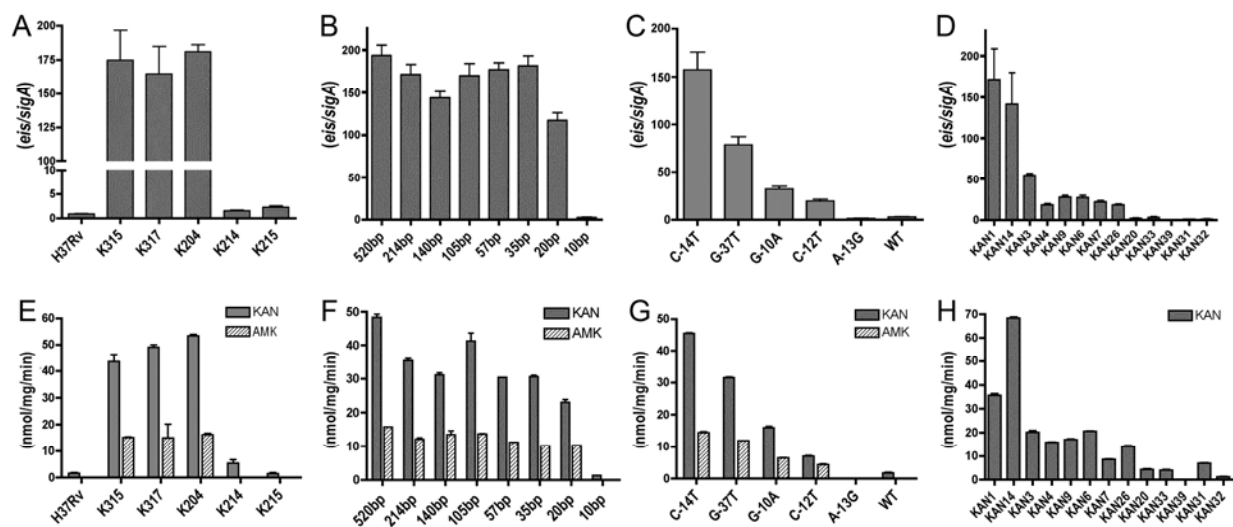 A
(eis/sigA)
200
175
150
125
100
10
5
0
H37Rv
K315
K317
K204
K214
K215
B
(eis/sigA)
200
150
100
50
0
520bp
214bp
140bp
105bp
57bp
35bp
20bp
10bp
C
(eis/sigA)
200
150
100
50
0
C-14T
G-37T
G-10A
C-12T
A-13G
WT
D
(eis/sigA)
200
150
100
50
0
KAN1
KAN14
KAN3
KAN4
KAN9
KAN6
KAN7
KAN26
KAN20
KAN33
KAN39
KAN31
KAN32
E
KAN
AMK
(nmol/mg/min)
60
50
40
30
20
10
0
H37Rv
K315
K317
K204
K214
K215
F
KAN
AMK
(nmol/mg/min)
50
40
30
20
10
0
520bp
214bp
140bp
105bp
57bp
35bp
20bp
10bp
G
KAN
AMK
(nmol/mg/min)
50
40
30
20
10
0
C-14T
G-37T
G-10A
C-12T
A-13G
WT
H
KAN
(nmol/mg/min)
70
60
50
40
30
20
10
0
KAN1
KAN14
KAN3
KAN4
KAN9
KAN6
KAN7
KAN26
KAN20
KAN33
KAN39
KAN31
KAN32